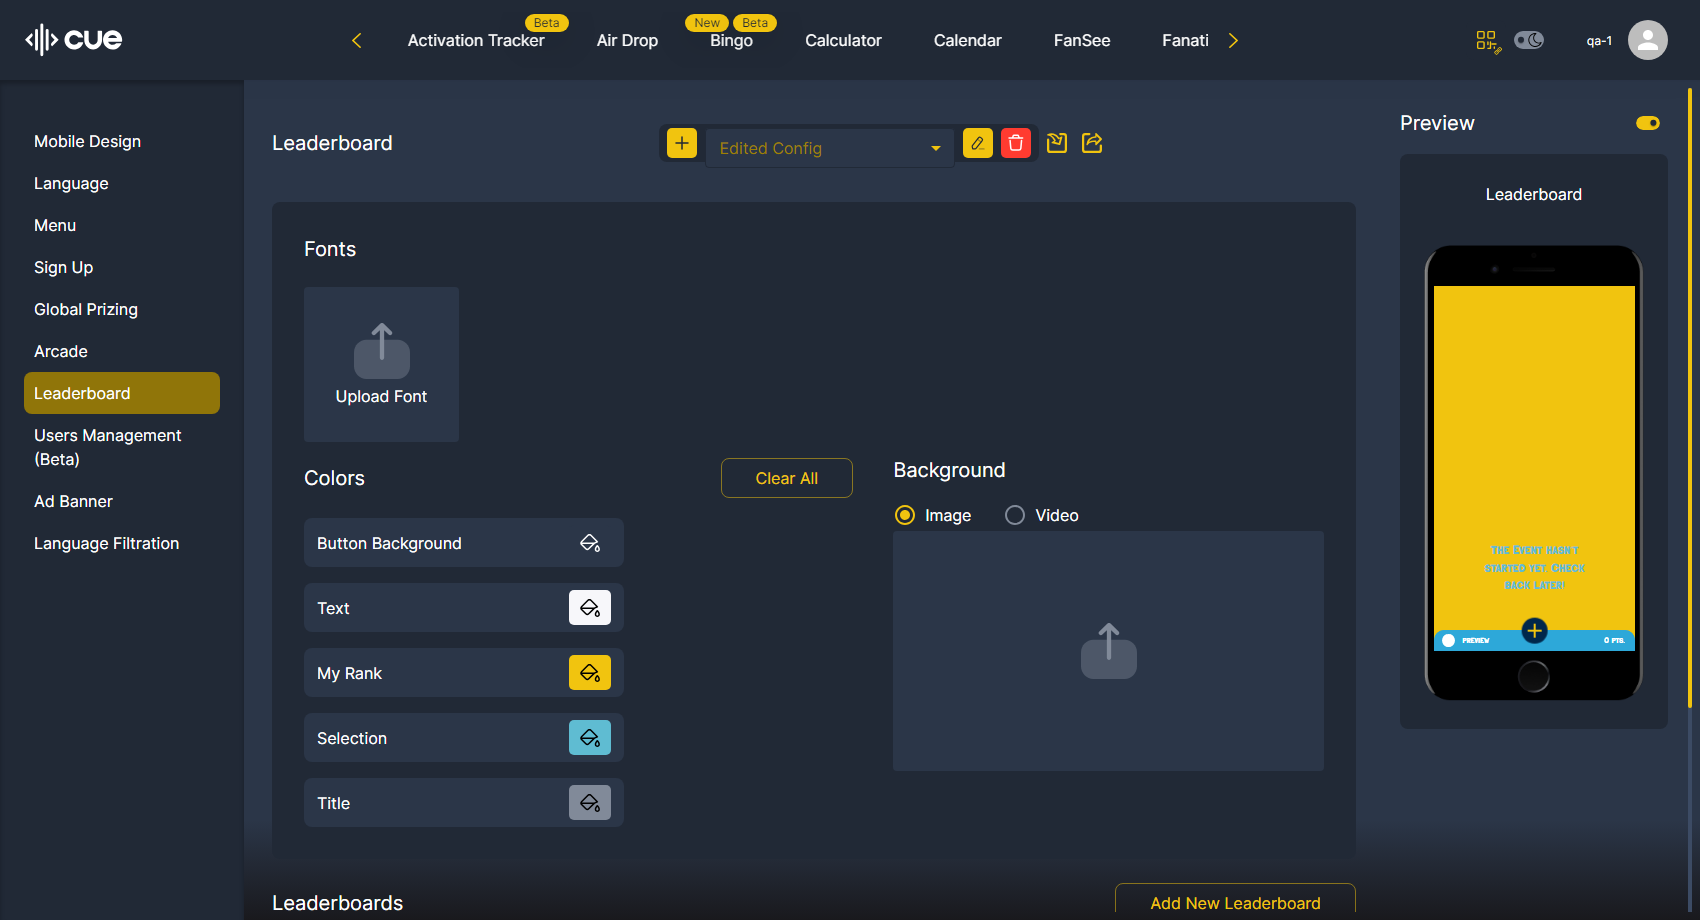 cue
Beta
New
Beta
Activation Tracker
Air Drop
Bingo
Calculator
Calendar
FanSee
Fanati
qa-1
Mobile Design
Language
Menu
Sign Up
Global Prizing
Arcade
Leaderboard
Users Management
(Beta)
Ad Banner
Language Filtration
Leaderboard
Edited Config
Fonts
Upload Font
Colors
Clear All
Button Background
Text
My Rank
Selection
Title
Background
Image
Video
Leaderboards
Add New Leaderboard
Preview
Leaderboard
The Event hasn't
started yet. Check
back later!
PREVIEW
0 PTS.